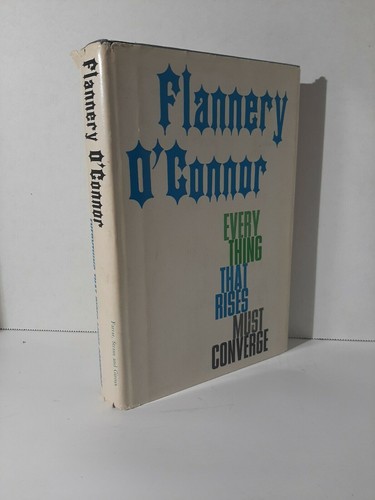 Flannery
O'Connor
EVERY
THING
THAT
RISES
MUST
CONVERGE
Flannery O'Connor
Farrar, Straus and Giroux